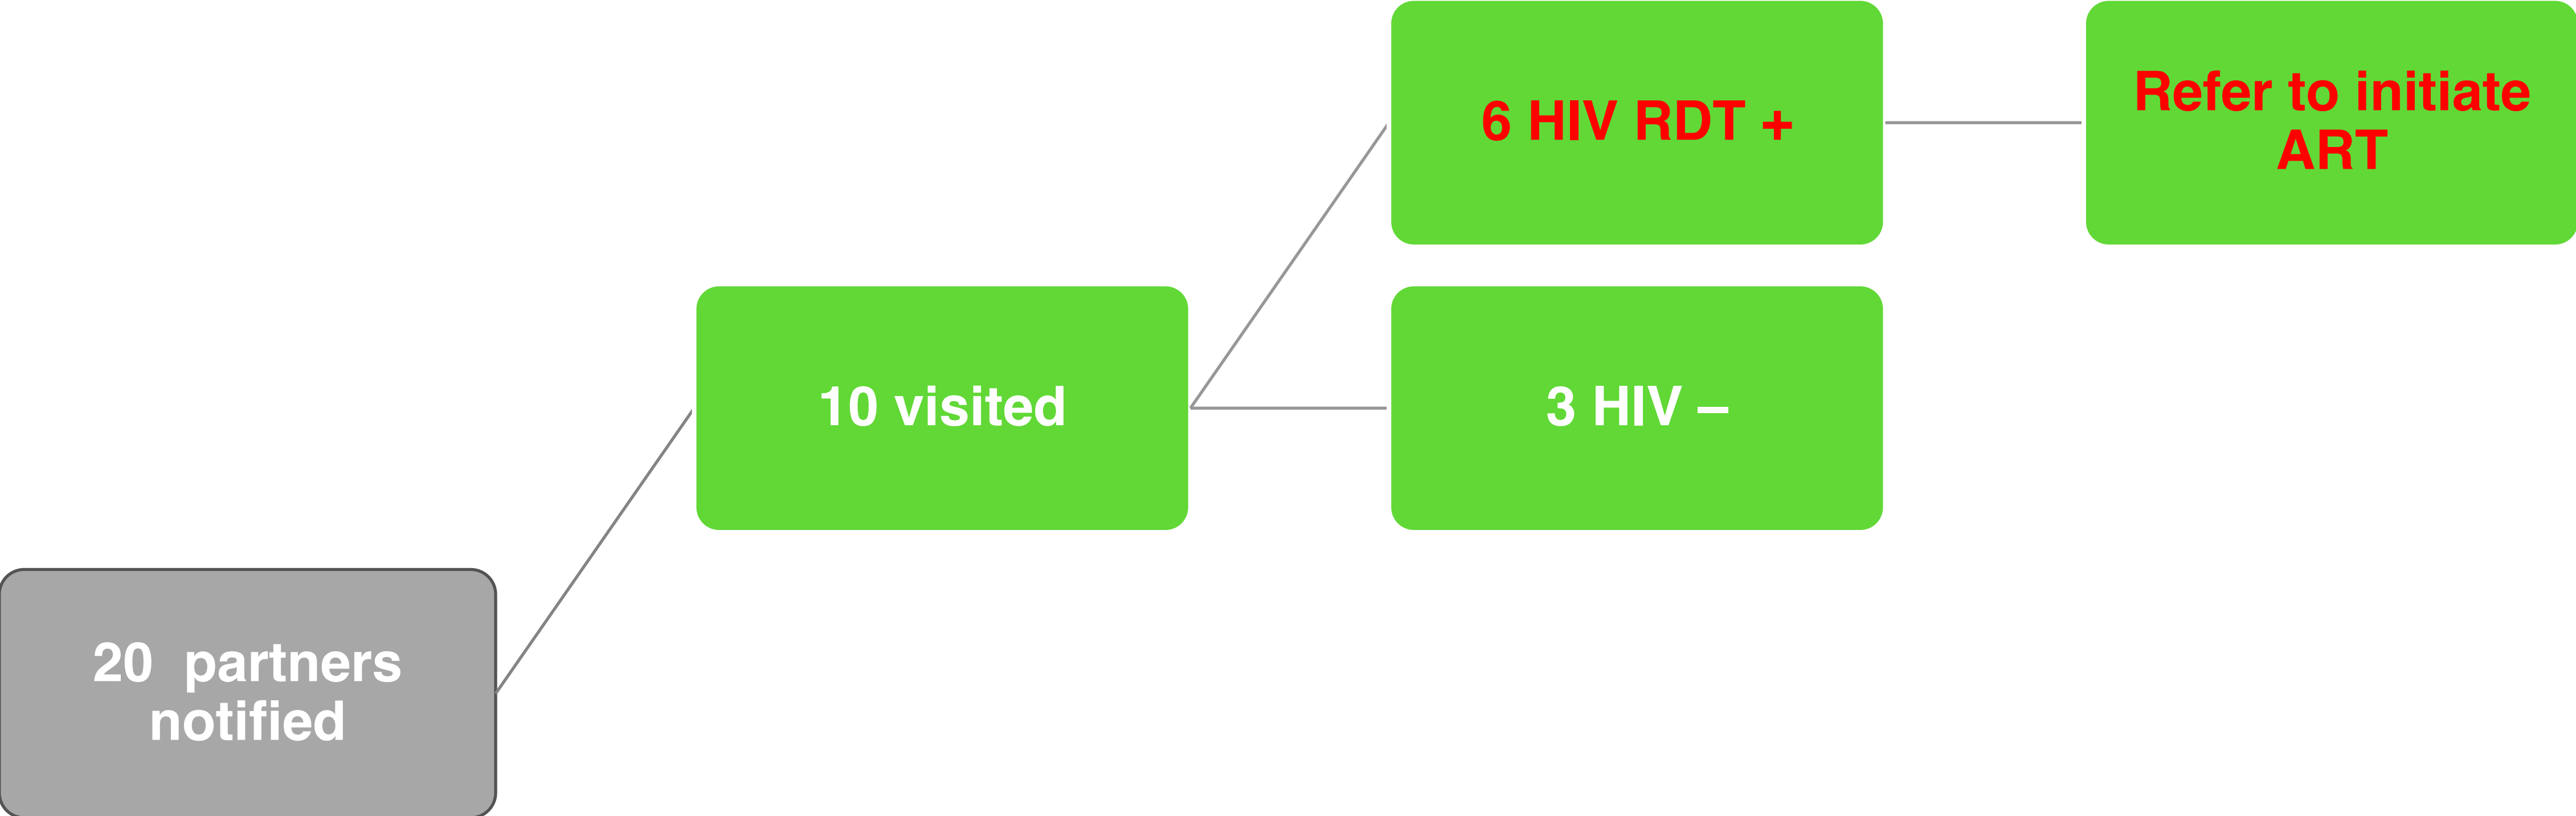 20  partners
notified
10 visited
6 HIV RDT +
3 HIV –
Refer to initiate
ART